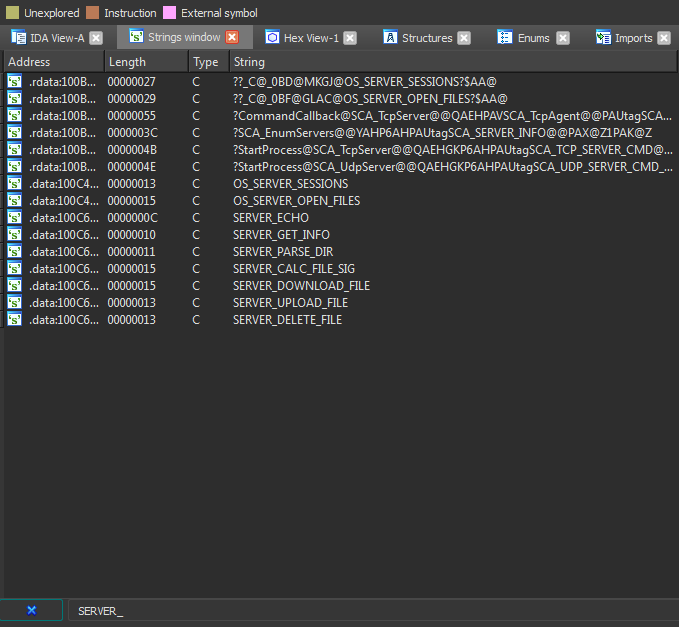 Unexplored Instruction External symbol
IDA View-A Strings window Hex View-1 Structures Enums Imports
Address Length Type String
.rdata:100B... 00000027 C ??_C@_0BD@MKGJ@OS_SERVER_SESSIONS?$AA@
.rdata:100B... 00000029 C ??_C@_0BF@GLAC@OS_SERVER_OPEN_FILES?$AA@
.rdata:100B... 00000055 C ?CommandCallback@SCA_TcpServer@@QAEHPAVSCA_TcpAgent@@PAUtagSCA...
.rdata:100B... 0000003C C ?SCA_EnumServers@@YAHP6AHPAUtagSCA_SERVER_INFO@@PAX@Z1PAK@Z
.rdata:100B... 0000004B C ?StartProcess@SCA_TcpServer@@QAEHGKP6AHPAUtagSCA_TCP_SERVER_CMD@...
.rdata:100B... 0000004E C ?StartProcess@SCA_UdpServer@@QAEHGKP6AHPAUtagSCA_UDP_SERVER_CMD_...
.data:100C4... 00000013 C OS_SERVER_SESSIONS
.data:100C4... 00000015 C OS_SERVER_OPEN_FILES
.data:100C6... 0000000C C SERVER_ECHO
.data:100C6... 00000010 C SERVER_GET_INFO
.data:100C6... 00000011 C SERVER_PARSE_DIR
.data:100C6... 00000015 C SERVER_CALC_FILE_SIG
.data:100C6... 00000015 C SERVER_DOWNLOAD_FILE
.data:100C6... 00000013 C SERVER_UPLOAD_FILE
.data:100C6... 00000013 C SERVER_DELETE_FILE
SERVER_